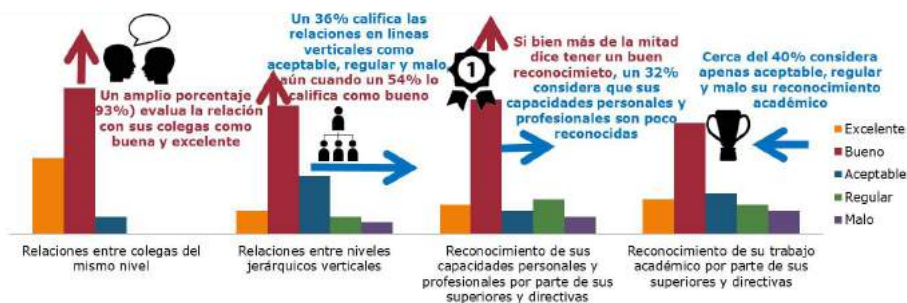 Un 36% califica las
relaciones en líneas
verticales como
aceptable, regular y malo,
aún cuando un 54% lo
califica como bueno
Un amplio porcentaje
93%) evalua la relación
con sus colegas como
buena y excelente
1
Si bien más de la mitad
dice tener un buen
reconocimieto, un 32%
considera que sus
capacidades personales y
profesionales son poco
reconocidas
Cerca del 40% considera
apenas aceptable, regular
y malo su reconocimiento
académico
Excelente
Bueno
Aceptable
Regular
Malo
Relaciones entre colegas del
mismo nivel
Relaciones entre niveles
jerárquicos verticales
Reconocimiento de sus
capacidades personales y
profesionales por parte de sus
superiores y directivas
Reconocimiento de su trabajo
académico por parte de sus
superiores y directivas